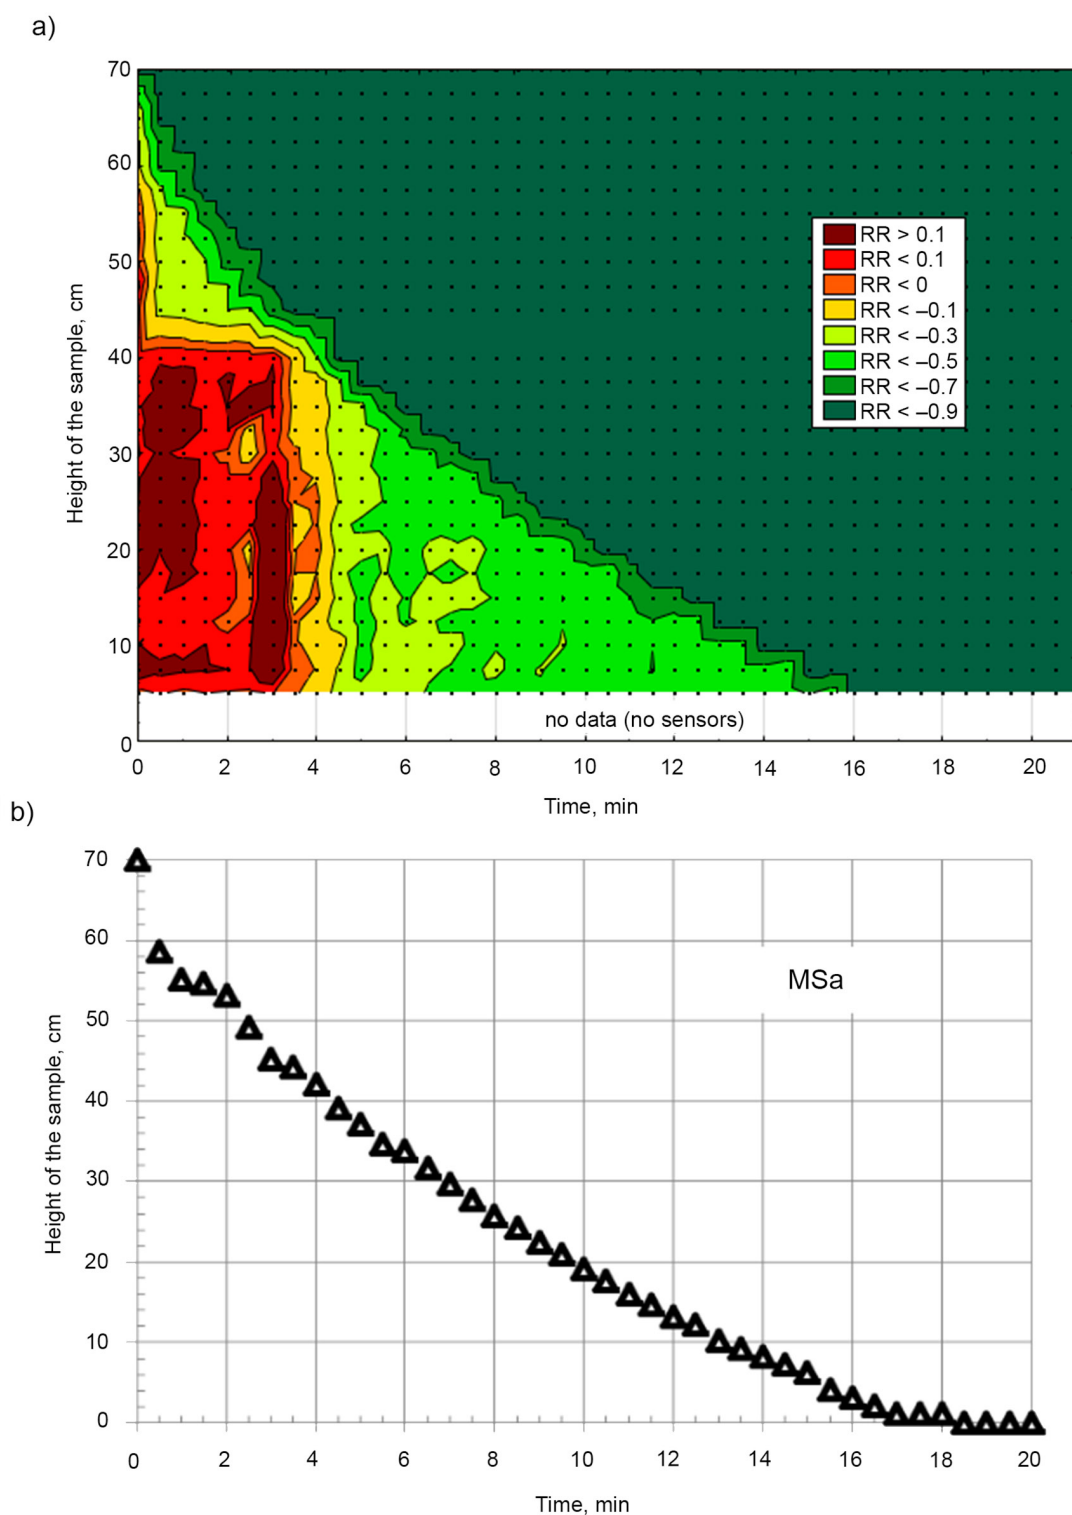 a)
70
60
50
40
30
20
10
0
Height of the sample, cm
RR > 0.1
RR < 0.1
RR < 0
RR < –0.1
RR < –0.3
RR < –0.5
RR < –0.7
RR < –0.9
no data (no sensors)
0 2 4 6 8 10 12 14 16 18 20
Time, min
b)
70
60
50
40
30
20
10
0
Height of the sample, cm
MSa
0 2 4 6 8 10 12 14 16 18 20
Time, min